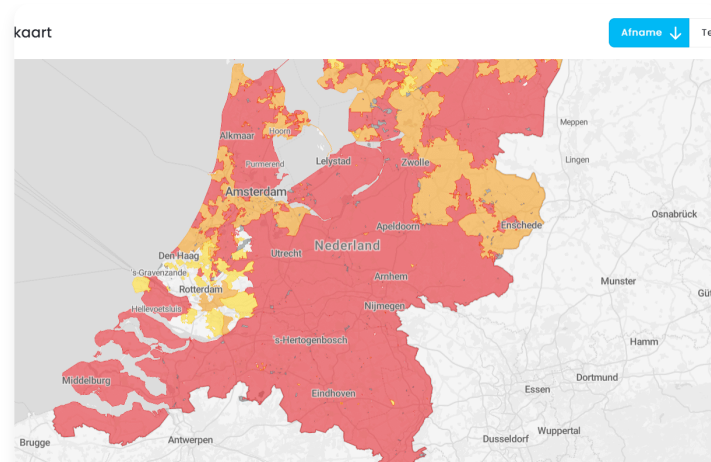 kaart
Afname
Te
Meppen
Alkmaar
Hoorn
Purmerend
Lelystad
Zwolle
Lingen
Amsterdam
Osnabrück
Apeldoorn
Enschede
Den Haag
Utrecht
Nederland
's-Gravenzande
Arnhem
Munster
Rotterdam
Güt
Hellevoetsluis
Nijmegen
's-Hertogenbosch
Hamm
Middelburg
Dortmund
Eindhoven
Essen
Wuppertal
Brugge
Antwerpen
Dusseldorf